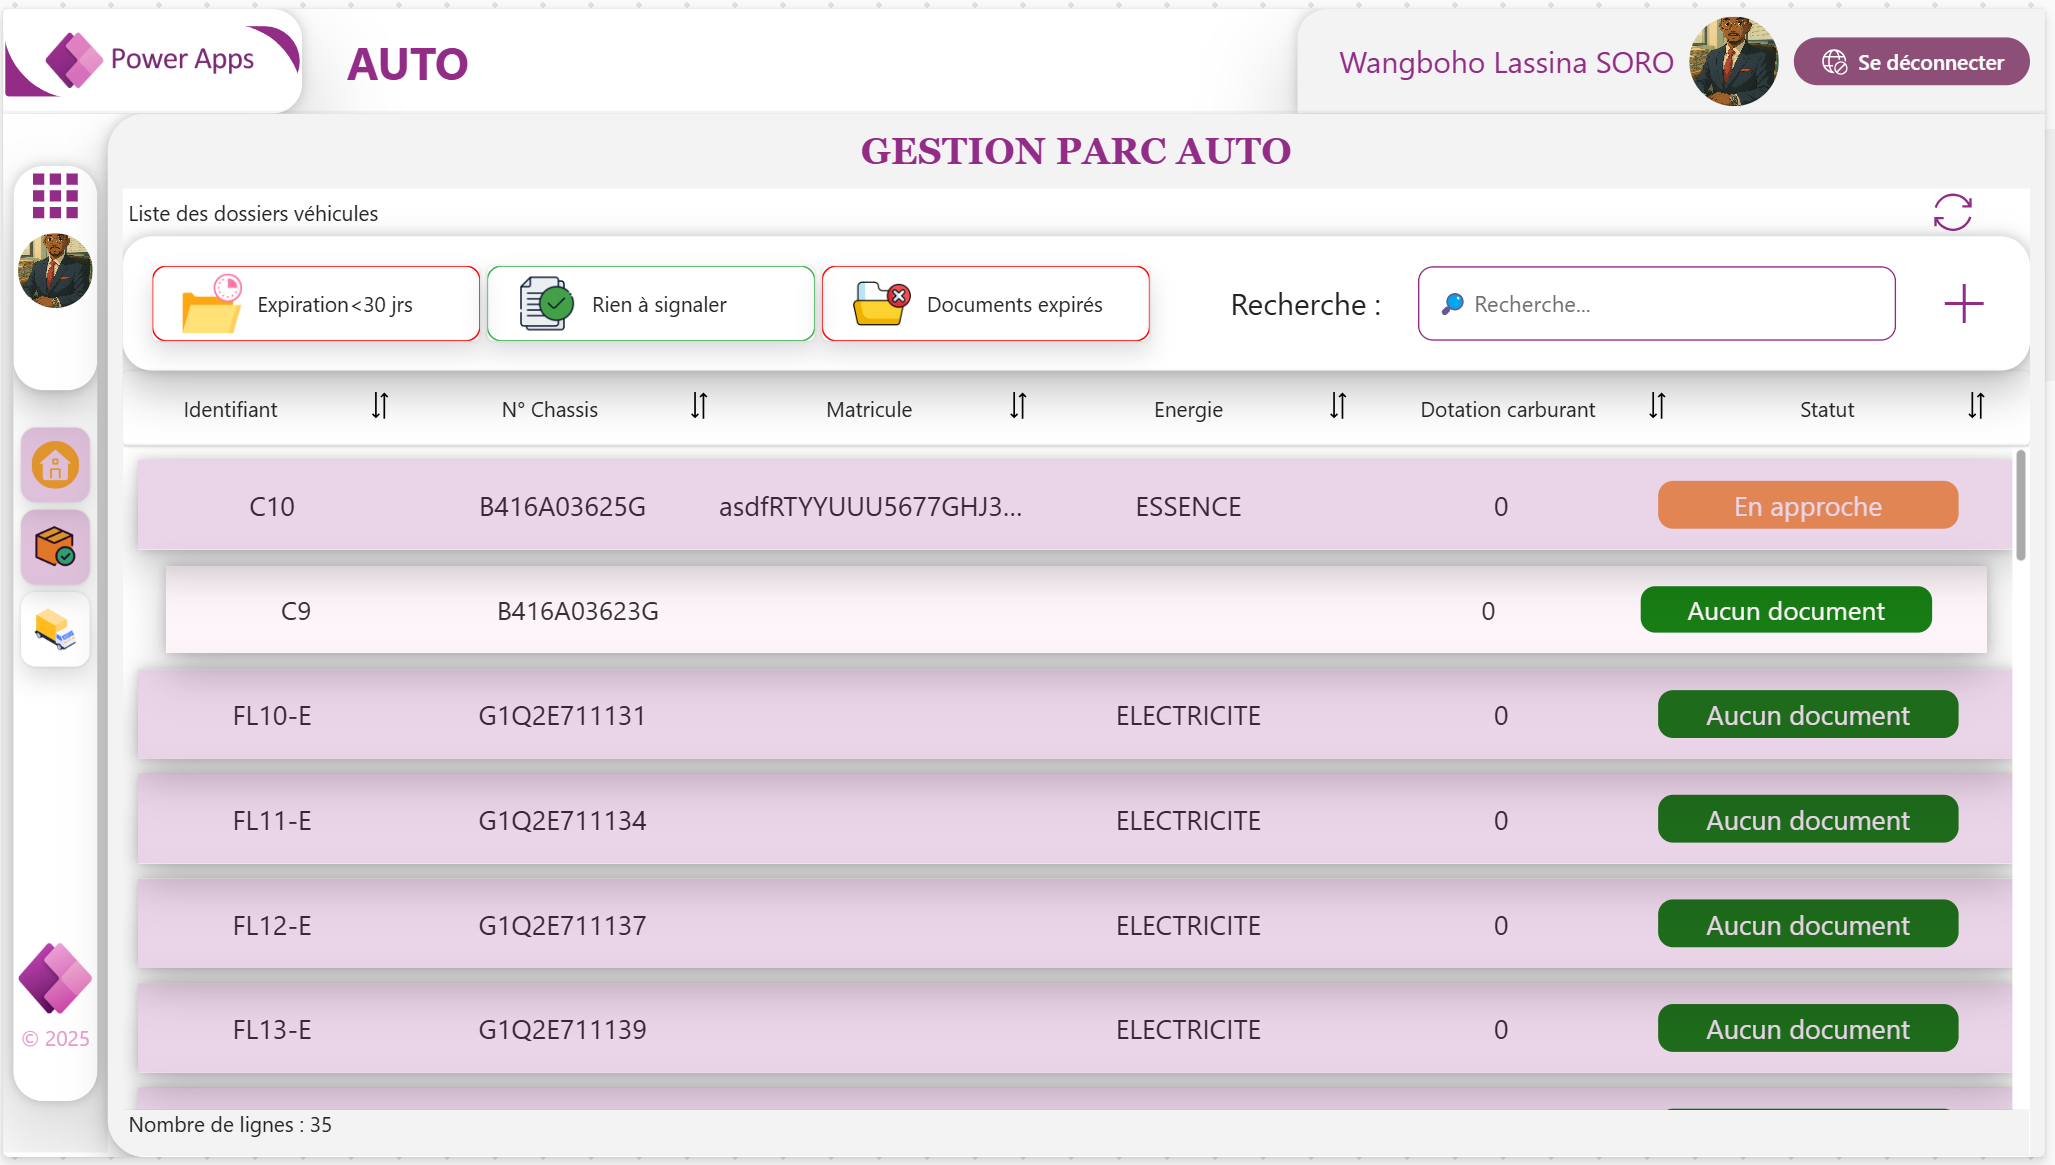 Power Apps
AUTO
Wangboho Lassina SORO
Se déconnecter
GESTION PARC AUTO
Liste des dossiers véhicules
Expiration<30 jrs
Rien à signaler
Documents expirés
Recherche :
Recherche...
Identifiant N° Chassis Matricule Energie Dotation carburant Statut
C10 B416A03625G asdfRTYYUUU5677GHJ3... ESSENCE 0 En approche
C9 B416A03623G 0 Aucun document
FL10-E G1Q2E711131 ELECTRICITE 0 Aucun document
FL11-E G1Q2E711134 ELECTRICITE 0 Aucun document
FL12-E G1Q2E711137 ELECTRICITE 0 Aucun document
FL13-E G1Q2E711139 ELECTRICITE 0 Aucun document
© 2025
Nombre de lignes : 35